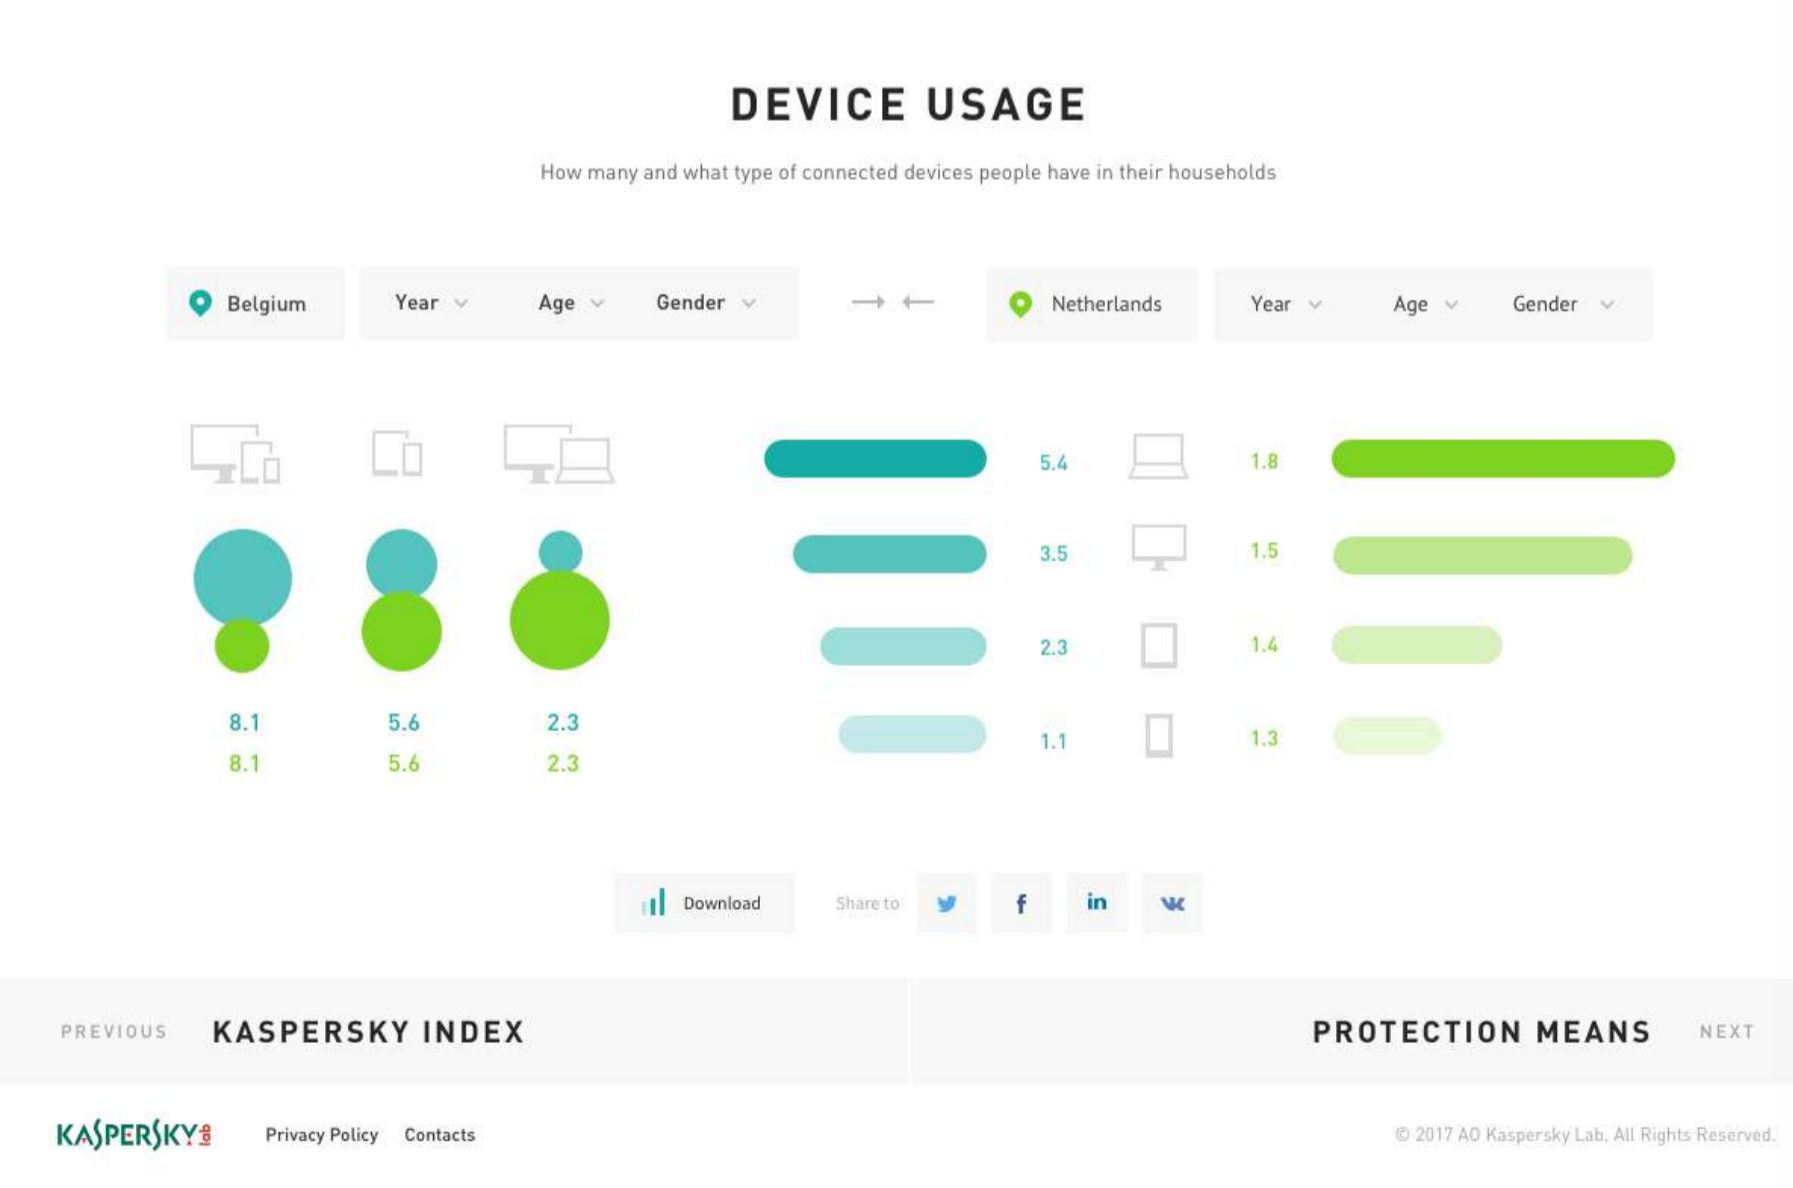 DEVICE USAGE
How many and what type of connected devices people have in their households
Belgium Year Age Gender Netherlands Year Age Gender
5.4 1.8
3.5 1.5
2.3 1.4
1.1 1.3
8.1 5.6 2.3
8.1 5.6 2.3
Download Share to
PREVIOUS KASPERSKY INDEX PROTECTION MEANS NEXT
KASPERSKY lab Privacy Policy Contacts © 2017 AO Kaspersky Lab. All Rights Reserved.